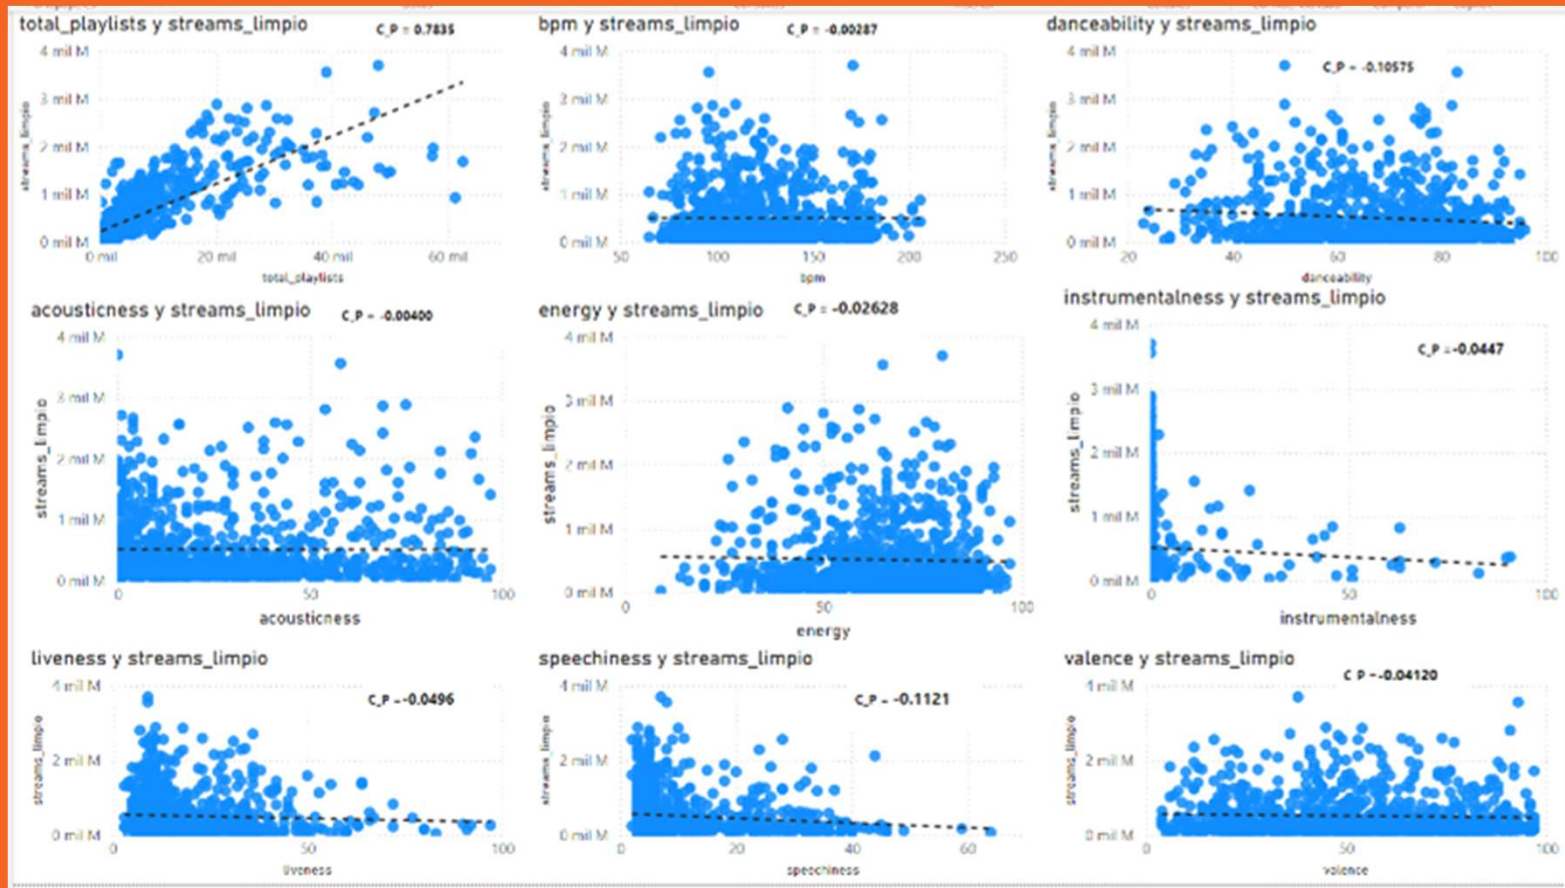 total_playlists y streams_limpio
C_P = 0.7835
4 mil M
3 mil M
2 mil M
1 mil M
0 mil M
streams_limpio
0 mil
20 mil
40 mil
60 mil
total_playlists
bpm y streams_limpio
C_P = -0.00287
4 mil M
3 mil M
2 mil M
1 mil M
0 mil M
streams_limpio
50
100
150
200
250
bpm
danceability y streams_limpio
C_P = -0.10575
4 mil M
3 mil M
2 mil M
1 mil M
0 mil M
streams_limpio
20
40
60
80
100
danceability
acousticness y streams_limpio
C_P = -0.00400
4 mil M
3 mil M
2 mil M
1 mil M
0 mil M
streams_limpio
0
50
100
acousticness
energy y streams_limpio
C_P = -0.02628
4 mil M
3 mil M
2 mil M
1 mil M
0 mil M
streams_limpio
0
50
100
energy
instrumentalness y streams_limpio
C_P = -0.0447
4 mil M
3 mil M
2 mil M
1 mil M
0 mil M
streams_limpio
0
50
100
instrumentalness
liveness y streams_limpio
C_P = -0.0496
4 mil M
2 mil M
0 mil M
streams_limpio
0
50
100
liveness
speechiness y streams_limpio
C_P = -0.1121
4 mil M
2 mil M
0 mil M
streams_limpio
0
20
40
60
speechiness
valence y streams_limpio
C P = -0.04120
4 mil M
2 mil M
0 mil M
streams_limpio
0
50
100
valence